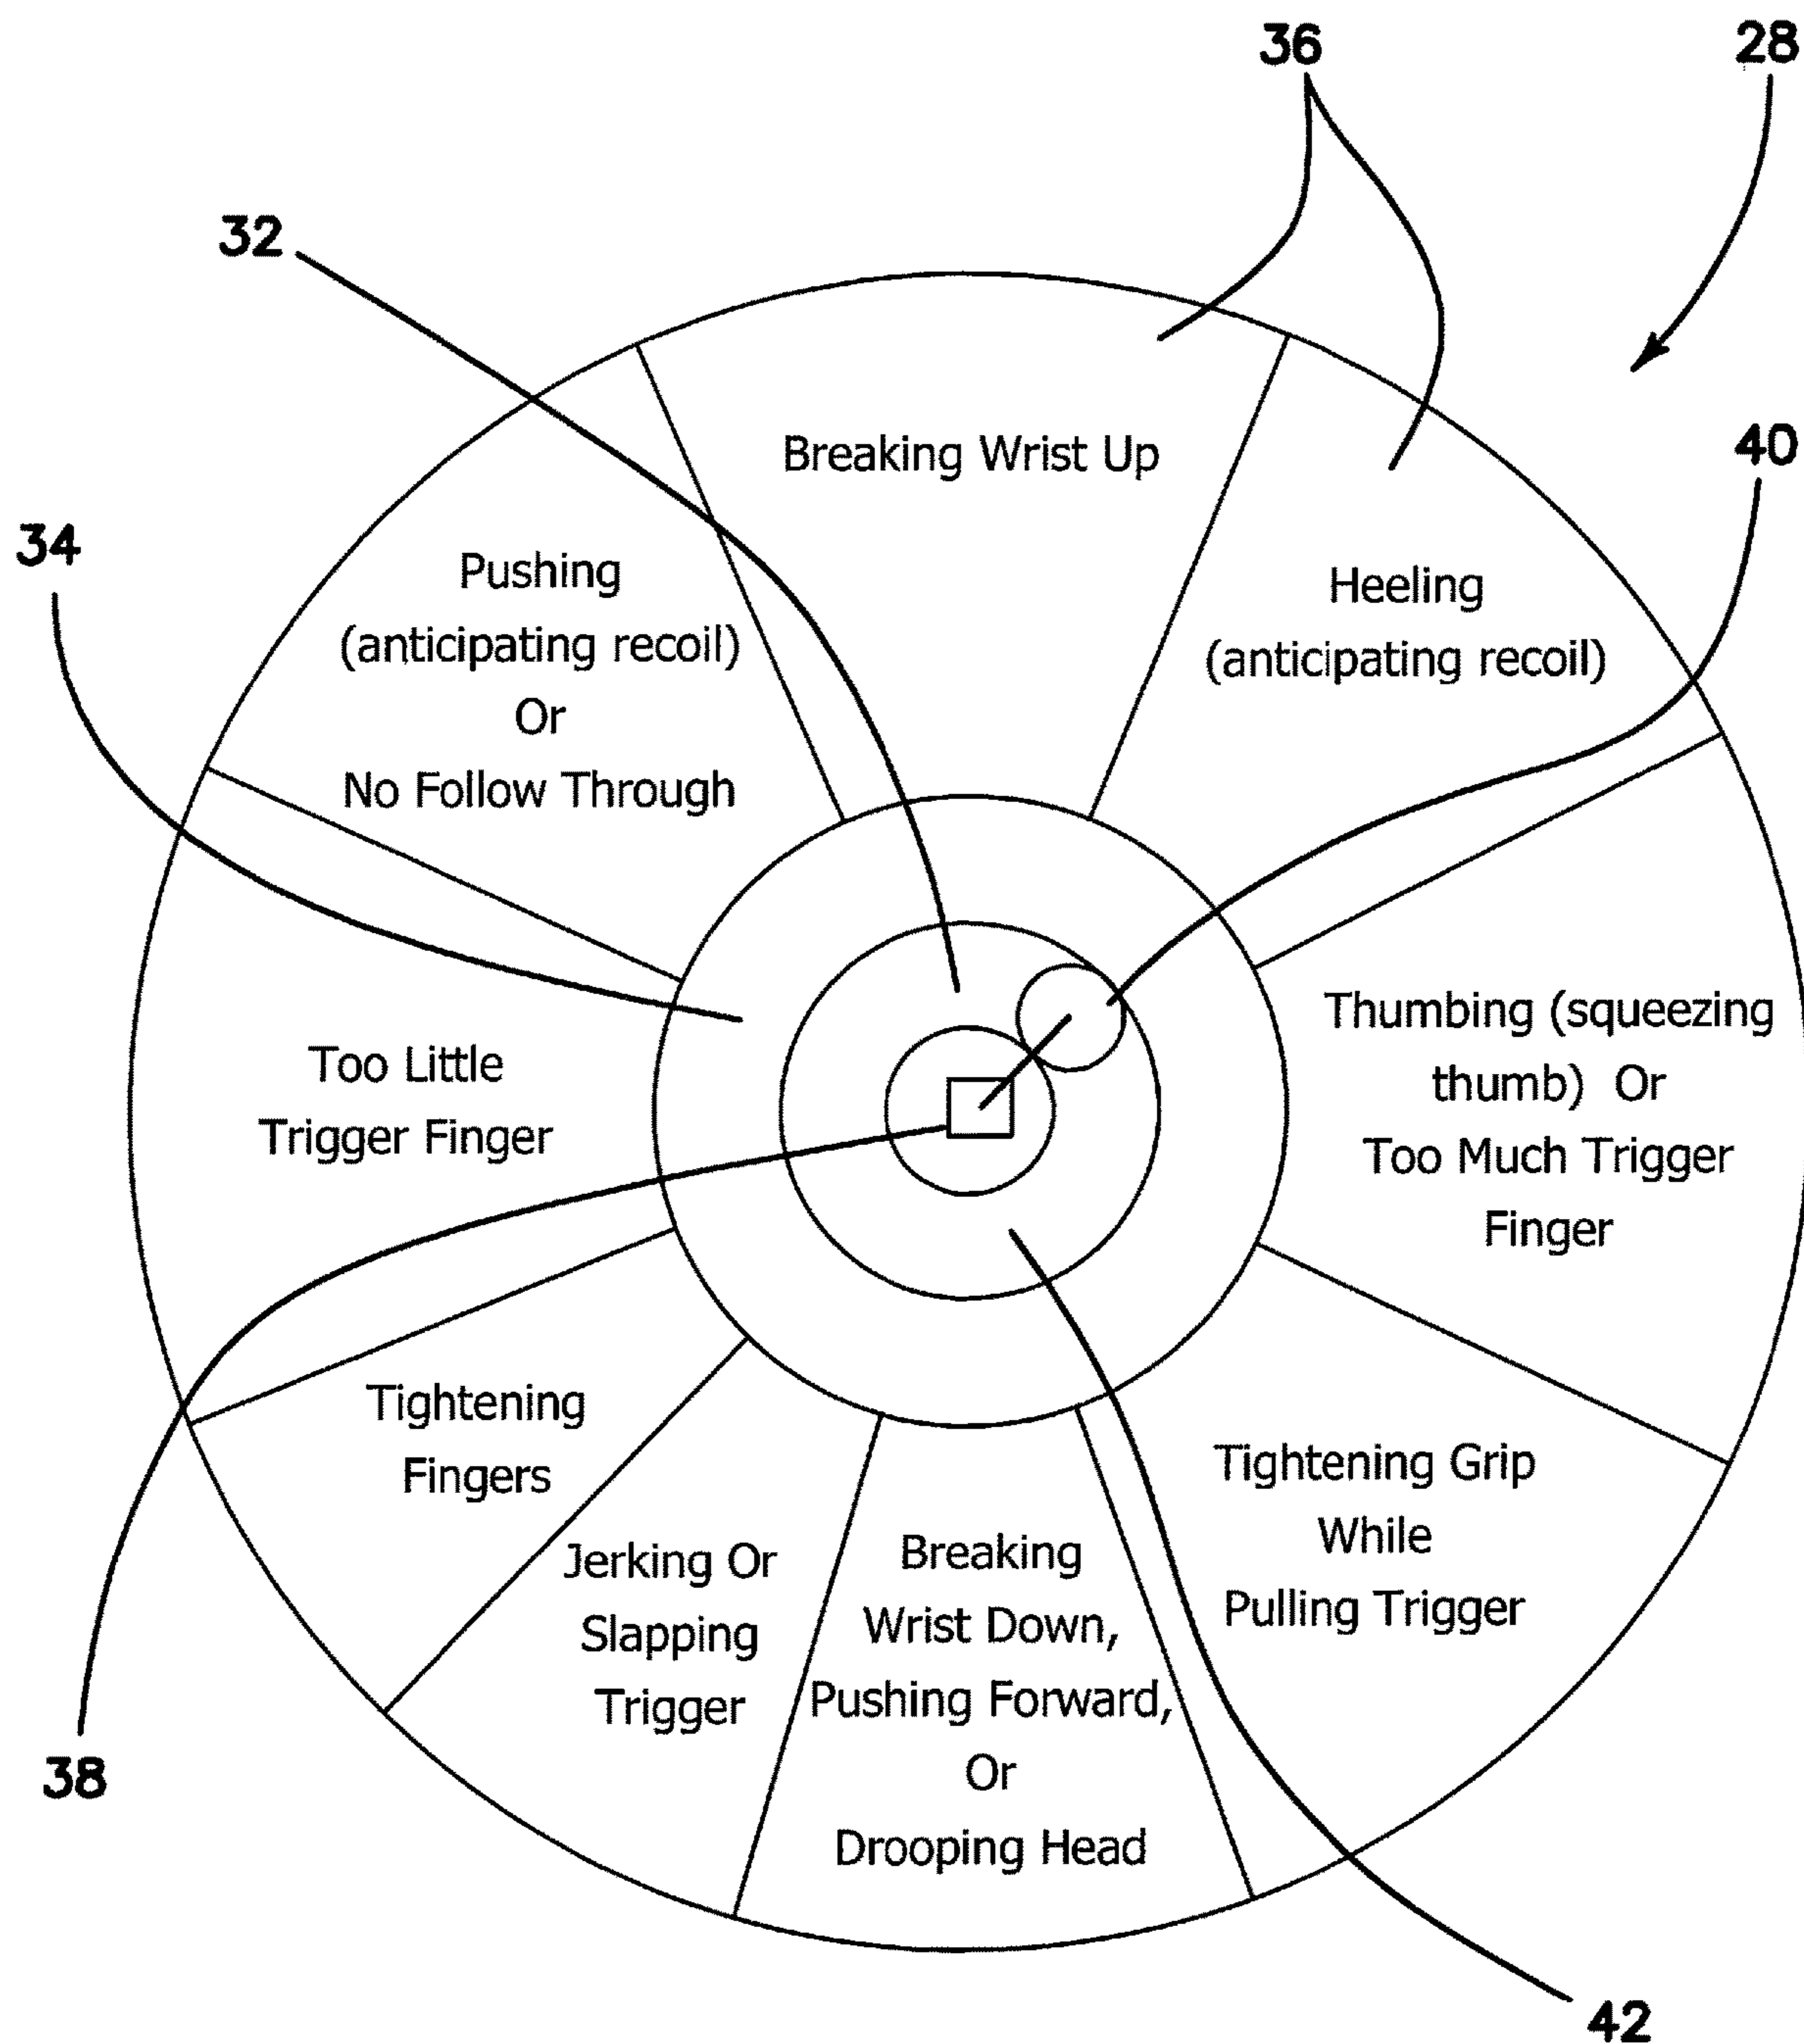 36
28
32
40
34
Breaking Wrist Up
Pushing
(anticipating recoil)
Or
No Follow Through
Heeling
(anticipating recoil)
Too Little
Trigger Finger
Thumbing (squeezing
thumb) Or
Too Much Trigger
Finger
Tightening
Fingers
Jerking Or
Slapping
Trigger
Breaking
Wrist Down,
Pushing Forward,
Or
Drooping Head
Tightening Grip
While
Pulling Trigger
38
42